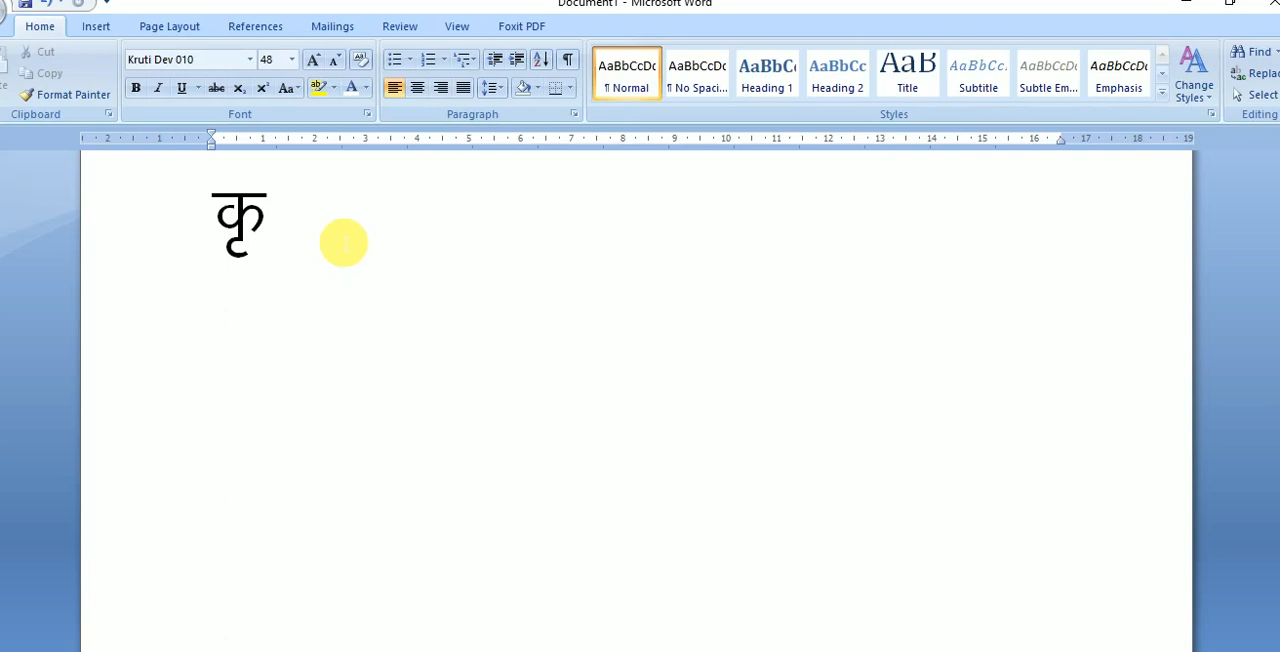 Document1 - Microsoft Word
Home Insert Page Layout References Mailings Review View Foxit PDF
Cut
Copy
Format Painter
Clipboard
Kruti Dev 010 48
B I U abc x₂ x² Aa
Font
Paragraph
AaBbCcDc AaBbCcDc AaBbCc AaBbCc AaB AaBbCc. AaBbCcDc AaBbCcDc
¶ Normal ¶ No Spaci... Heading 1 Heading 2 Title Subtitle Subtle Em... Emphasis
Change Styles
Styles
Find
Replac
Select
Editing
2 1 1 2 3 4 5 6 7 8 9 10 11 12 13 14 15 16 17 18 19
कृ